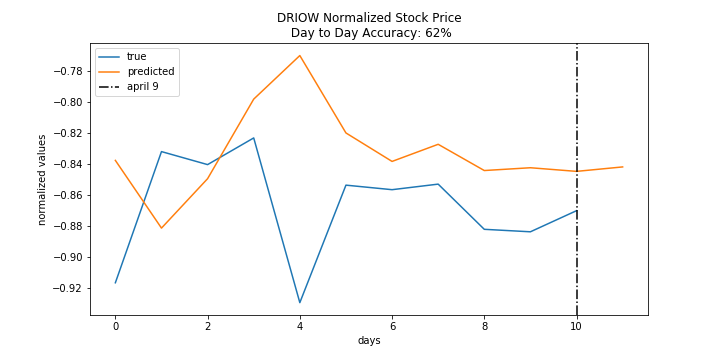 DRIOW Normalized Stock Price
Day to Day Accuracy: 62%
true
predicted
april 9
−0.78
−0.80
−0.82
−0.84
−0.86
−0.88
−0.90
−0.92
normalized values
0 2 4 6 8 10
days